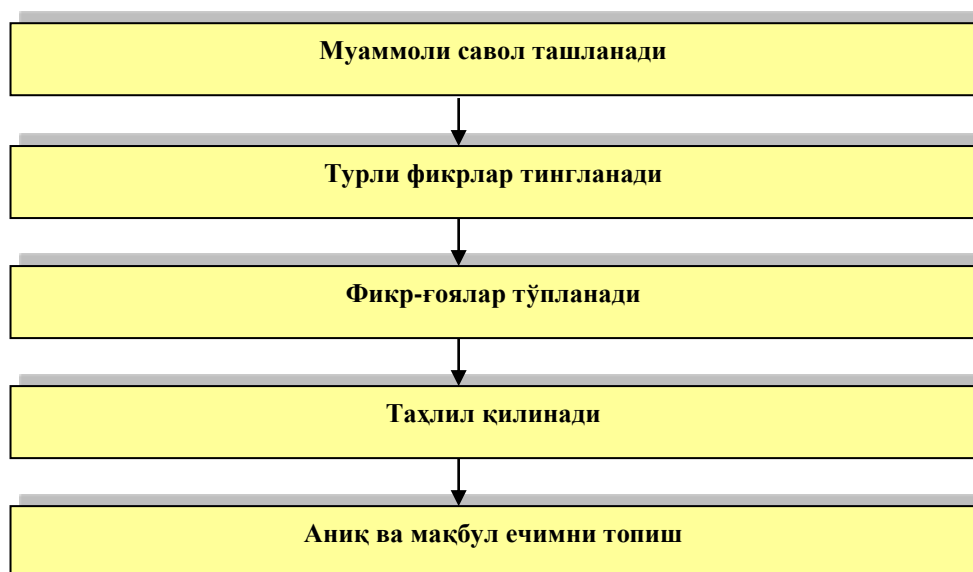 Муаммоли савол ташланади
Турли фикрлар тингланади
Фикр-ғоялар тўпланади
Таҳлил қилинади
Аниқ ва мақбул ечимни топиш